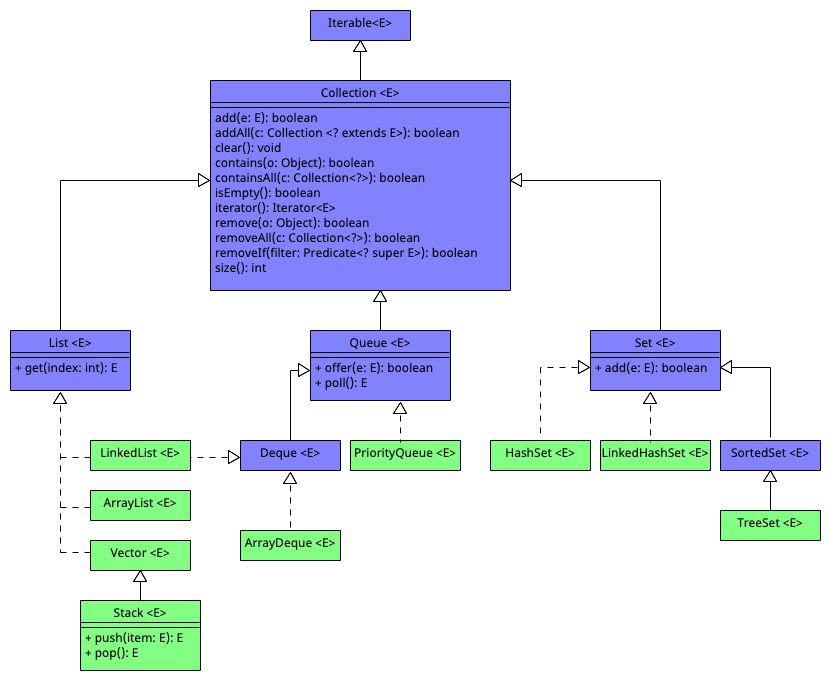 Iterable<E>
Collection <E>
add(e: E): boolean
addAll(c: Collection <? extends E>): boolean
clear(): void
contains(o: Object): boolean
containsAll(c: Collection<?>): boolean
isEmpty(): boolean
iterator(): Iterator<E>
remove(o: Object): boolean
removeAll(c: Collection<?>): boolean
removeIf(filter: Predicate<? super E>): boolean
size(): int
List <E>
+ get(index: int): E
Queue <E>
+ offer(e: E): boolean
+ poll(): E
Set <E>
+ add(e: E): boolean
LinkedList <E>
Deque <E>
PriorityQueue <E>
HashSet <E>
LinkedHashSet <E>
SortedSet <E>
ArrayList <E>
TreeSet <E>
Vector <E>
ArrayDeque <E>
Stack <E>
+ push(item: E): E
+ pop(): E